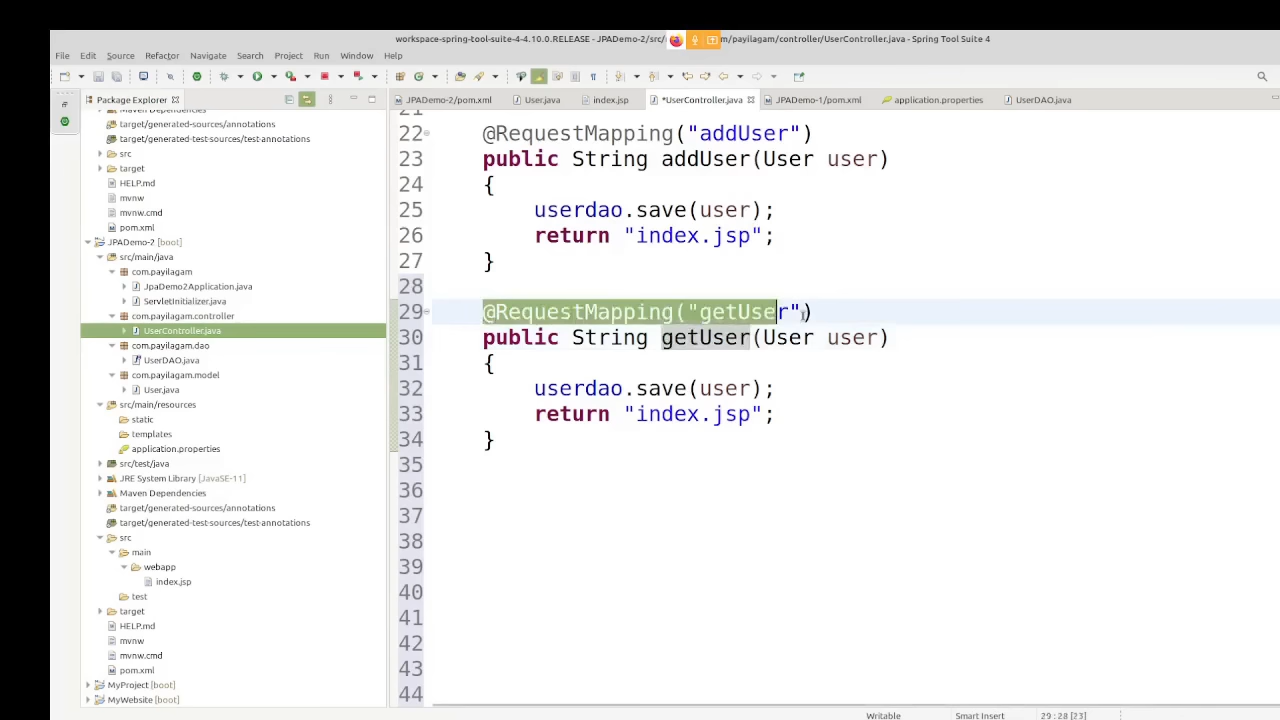 workspace-spring-tool-suite-4-4.10.0.RELEASE - JPADemo-2/src/ m/payilagam/controller/UserController.java - Spring Tool Suite 4
File Edit Source Refactor Navigate Search Project Run Window Help
Package Explorer
JPADemo-2/pom.xml User.java index.jsp *UserController.java JPADemo-1/pom.xml application.properties UserDAO.java
Maven Dependencies
target/generated-sources/annotations
target/generated-test-sources/test-annotations
src
target
HELP.md
mvnw
mvnw.cmd
pom.xml
JPADemo-2 [boot]
src/main/java
com.payilagam
JpaDemo2Application.java
ServletInitializer.java
com.payilagam.controller
UserController.java
com.payilagam.dao
UserDAO.java
com.payilagam.model
User.java
src/main/resources
static
templates
application.properties
src/test/java
JRE System Library [JavaSE-11]
Maven Dependencies
target/generated-sources/annotations
target/generated-test-sources/test-annotations
src
main
webapp
index.jsp
test
target
HELP.md
mvnw
mvnw.cmd
pom.xml
MyProject [boot]
MyWebsite [boot]
21
22 @RequestMapping("addUser")
23 public String addUser(User user)
24 {
25 userdao.save(user);
26 return "index.jsp";
27 }
28
29 @RequestMapping("getUser")
30 public String getUser(User user)
31 {
32 userdao.save(user);
33 return "index.jsp";
34 }
35
36
37
38
39
40
41
42
43
44
Writable Smart Insert 29 : 28 [23]